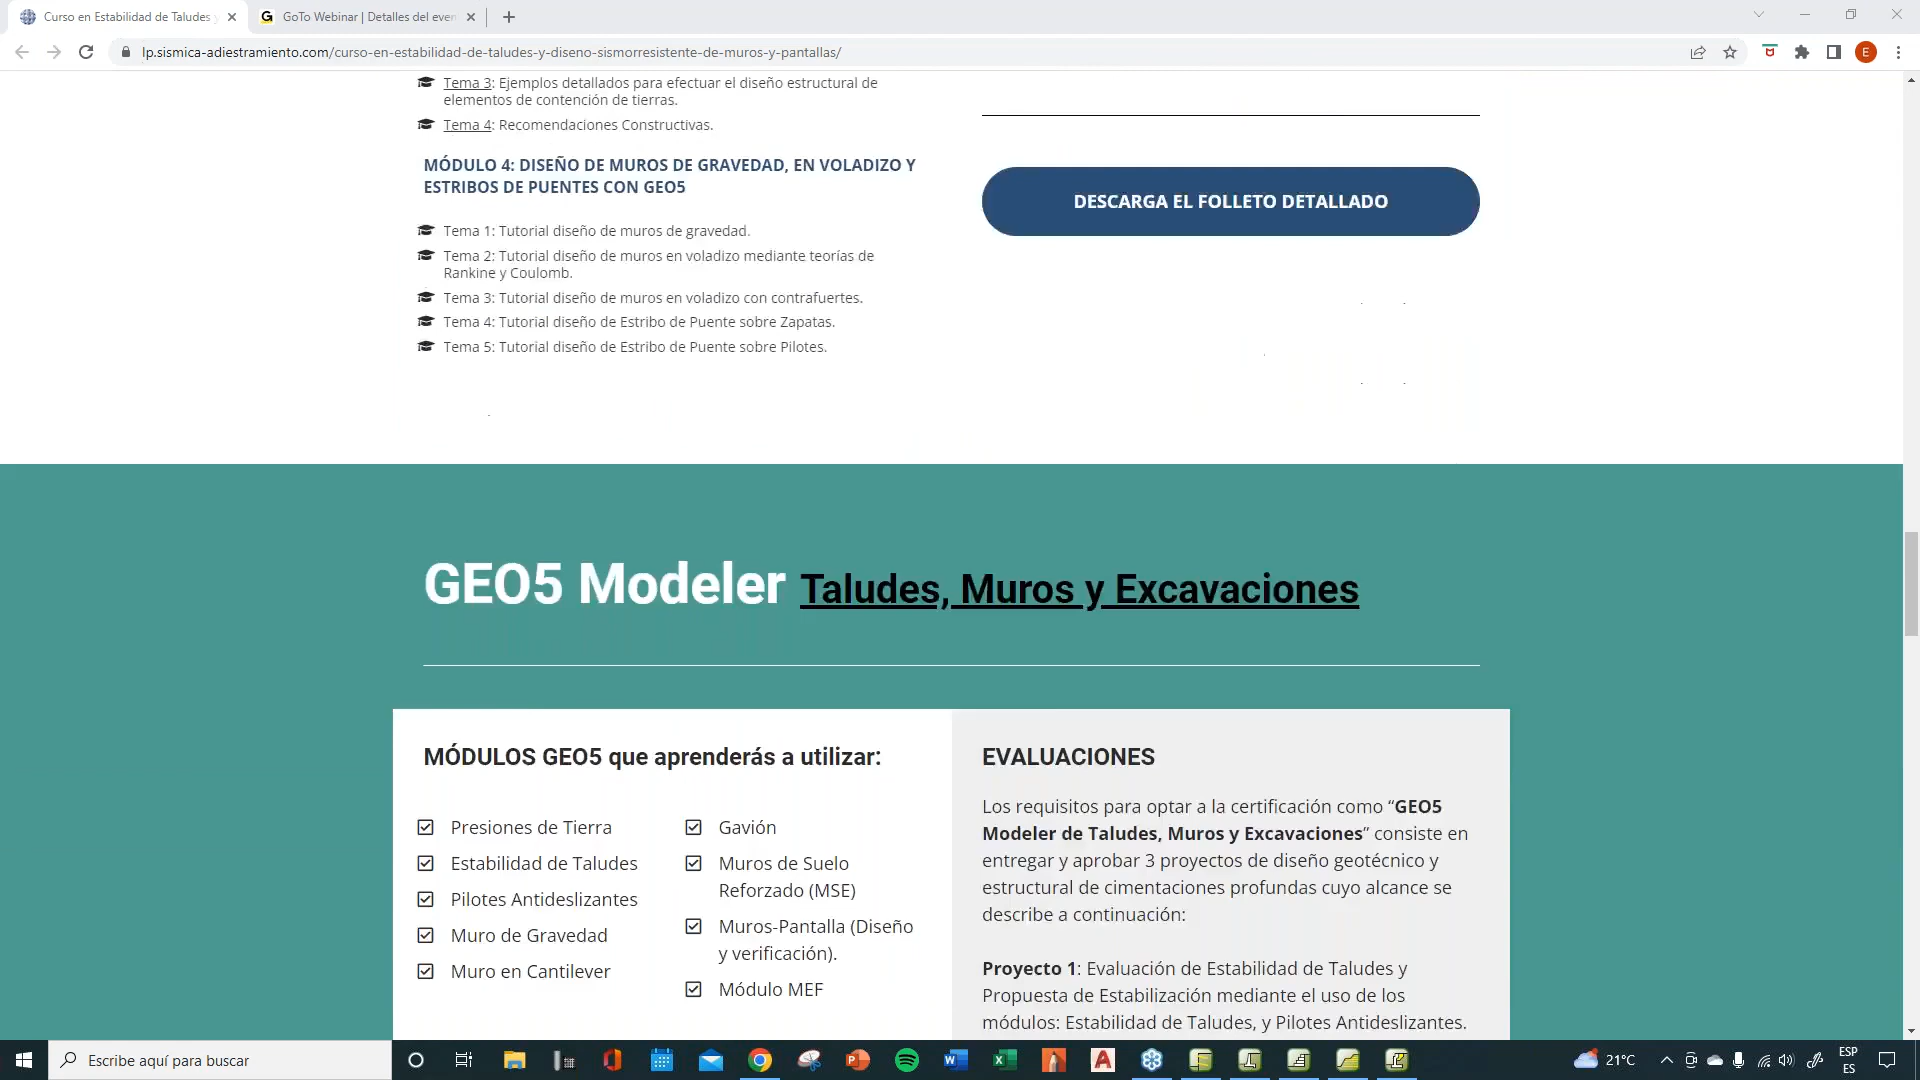 Curso en Estabilidad de Taludes y
GoTo Webinar | Detalles del even
lp.sismica-adiestramiento.com/curso-en-estabilidad-de-taludes-y-diseno-sismorresistente-de-muros-y-pantallas/
E
Tema 3: Ejemplos detallados para efectuar el diseño estructural de
elementos de contención de tierras.
Tema 4: Recomendaciones Constructivas.
MÓDULO 4: DISEÑO DE MUROS DE GRAVEDAD, EN VOLADIZO Y
ESTRIBOS DE PUENTES CON GEO5
Tema 1: Tutorial diseño de muros de gravedad.
Tema 2: Tutorial diseño de muros en voladizo mediante teorías de
Rankine y Coulomb.
Tema 3: Tutorial diseño de muros en voladizo con contrafuertes.
Tema 4: Tutorial diseño de Estribo de Puente sobre Zapatas.
Tema 5: Tutorial diseño de Estribo de Puente sobre Pilotes.
DESCARGA EL FOLLETO DETALLADO
GEO5 Modeler Taludes, Muros y Excavaciones
MÓDULOS GEO5 que aprenderás a utilizar:
Presiones de Tierra
Estabilidad de Taludes
Pilotes Antideslizantes
Muro de Gravedad
Muro en Cantilever
Gavión
Muros de Suelo
Reforzado (MSE)
Muros-Pantalla (Diseño
y verificación).
Módulo MEF
EVALUACIONES
Los requisitos para optar a la certificación como “GEO5
Modeler de Taludes, Muros y Excavaciones” consiste en
entregar y aprobar 3 proyectos de diseño geotécnico y
estructural de cimentaciones profundas cuyo alcance se
describe a continuación:
Proyecto 1: Evaluación de Estabilidad de Taludes y
Propuesta de Estabilización mediante el uso de los
módulos: Estabilidad de Taludes, y Pilotes Antideslizantes.
Escribe aquí para buscar
21°C
ESP
ES